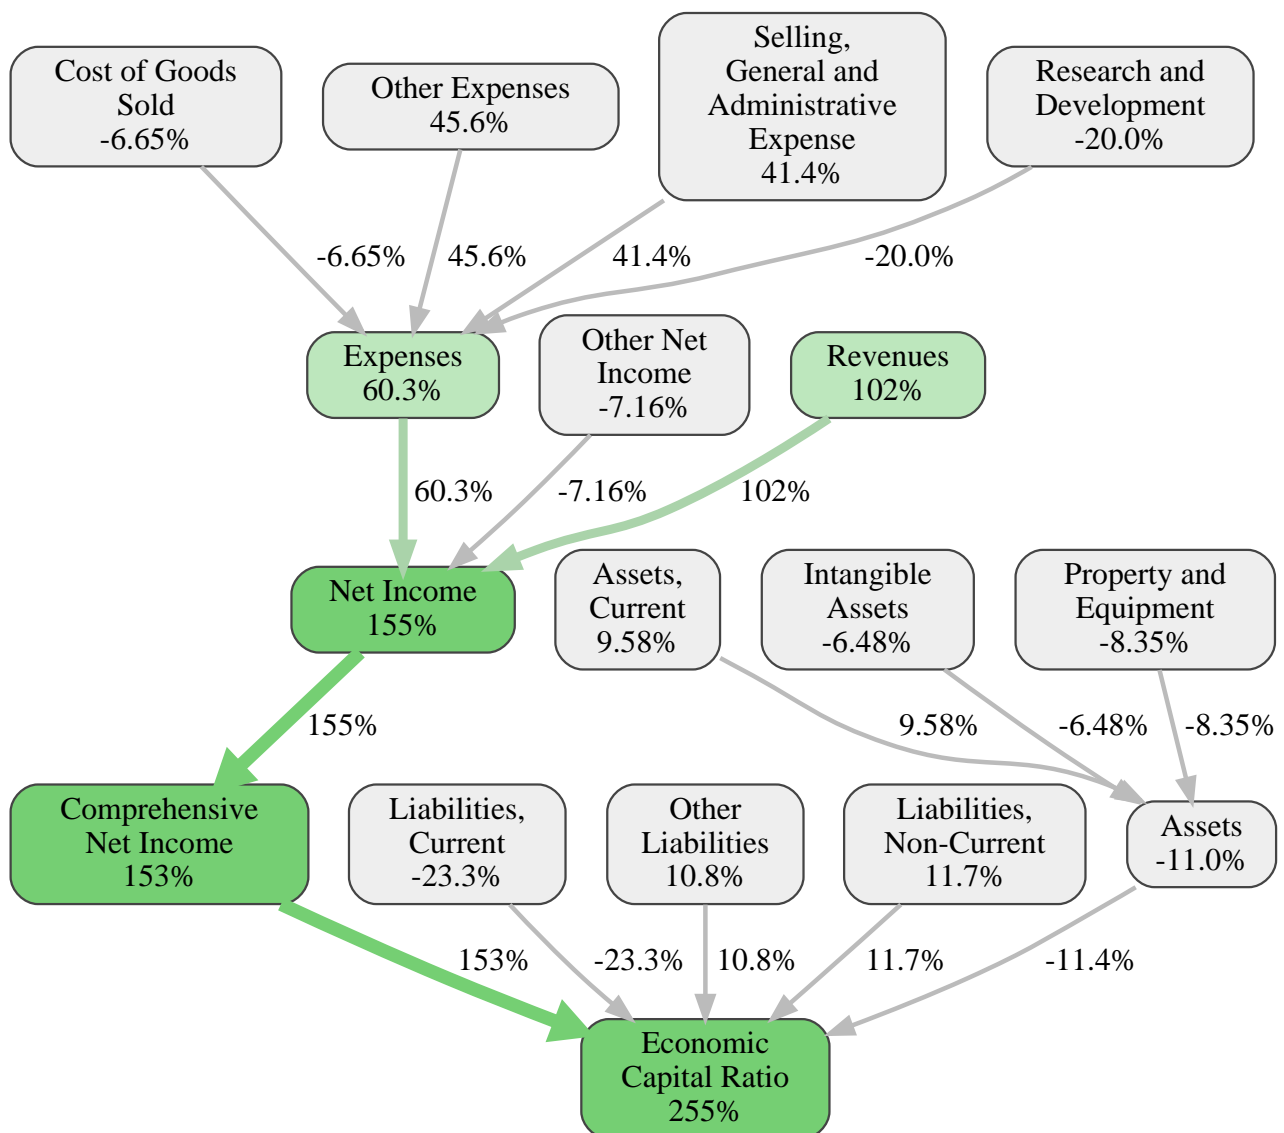 Cost of Goods
Sold
-6.65%
Other Expenses
45.6%
Selling,
General and
Administrative
Expense
41.4%
Research and
Development
-20.0%
-6.65%
45.6%
41.4%
-20.0%
Expenses
60.3%
Other Net
Income
-7.16%
Revenues
102%
60.3%
-7.16%
102%
Net Income
155%
Assets,
Current
9.58%
Intangible
Assets
-6.48%
Property and
Equipment
-8.35%
155%
9.58%
-6.48%
-8.35%
Comprehensive
Net Income
153%
Liabilities,
Current
-23.3%
Other
Liabilities
10.8%
Liabilities,
Non-Current
11.7%
Assets
-11.0%
153%
-23.3%
10.8%
11.7%
-11.4%
Economic
Capital Ratio
255%